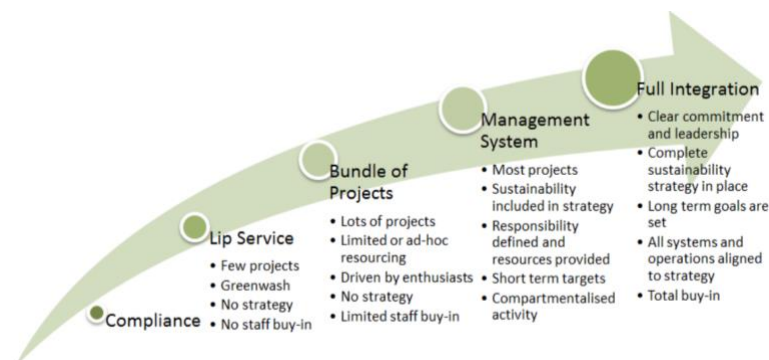 Compliance
Lip Service
• Few projects
• Greenwash
• No strategy
• No staff buy-in
Bundle of
Projects
• Lots of projects
• Limited or ad-hoc
resourcing
• Driven by enthusiasts
• No strategy
• Limited staff buy-in
Management
System
• Most projects
• Sustainability
included in strategy
• Responsibility
defined and
resources provided
• Short term targets
• Compartmentalised
activity
Full Integration
• Clear commitment
and leadership
• Complete
sustainability
strategy in place
• Long term goals are
set
• All systems and
operations aligned
to strategy
• Total buy-in